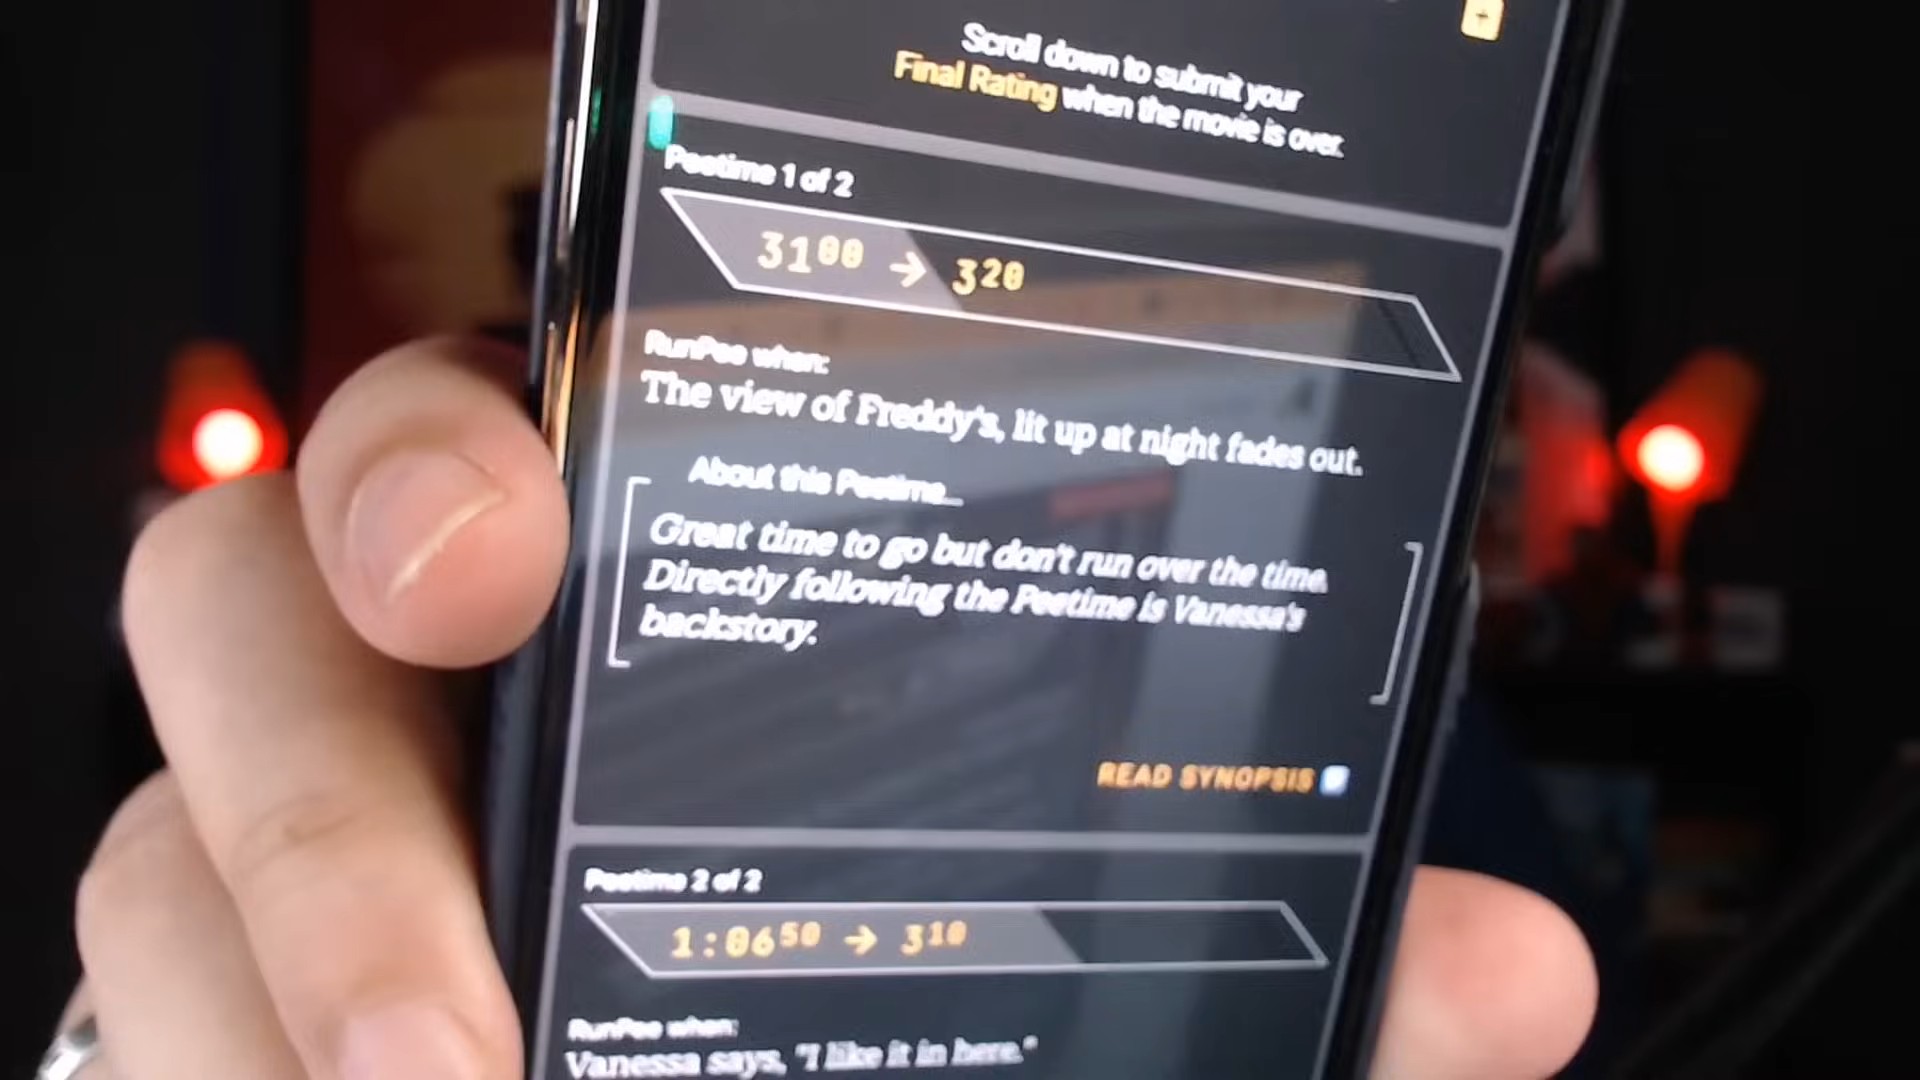 Scroll down to submit your
Final Rating when the movie is over.
Peetime 1 of 2
31⁰⁰ → 3²⁰
RunPee when:
The view of Freddy's, lit up at night fades out.
About this Peetime...
Great time to go but don't run over the time.
Directly following the Peetime is Vanessa's
backstory.
READ SYNOPSIS
Peetime 2 of 2
1:06⁵⁰ → 3¹⁰
RunPee when:
Vanessa says, "I like it in here."